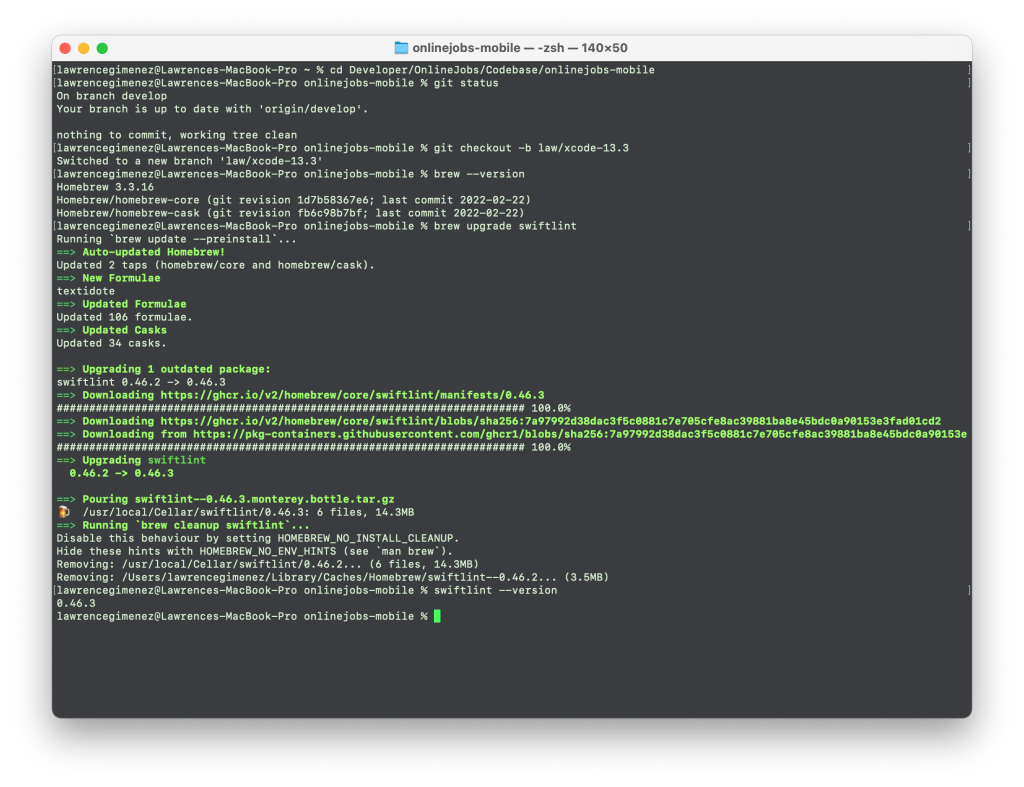 onlinejobs-mobile — -zsh — 140×50
[lawrencegimenez@Lawrences-MacBook-Pro ~ % cd Developer/OnlineJobs/Codebase/onlinejobs-mobile ]
[lawrencegimenez@Lawrences-MacBook-Pro onlinejobs-mobile % git status ]
On branch develop
Your branch is up to date with 'origin/develop'.
nothing to commit, working tree clean
[lawrencegimenez@Lawrences-MacBook-Pro onlinejobs-mobile % git checkout -b law/xcode-13.3 ]
Switched to a new branch 'law/xcode-13.3'
[lawrencegimenez@Lawrences-MacBook-Pro onlinejobs-mobile % brew --version ]
Homebrew 3.3.16
Homebrew/homebrew-core (git revision 1d7b58367e6; last commit 2022-02-22)
Homebrew/homebrew-cask (git revision fb6c98b7bf; last commit 2022-02-22)
[lawrencegimenez@Lawrences-MacBook-Pro onlinejobs-mobile % brew upgrade swiftlint ]
Running `brew update --preinstall`...
==> Auto-updated Homebrew!
Updated 2 taps (homebrew/core and homebrew/cask).
==> New Formulae
textidote
==> Updated Formulae
Updated 106 formulae.
==> Updated Casks
Updated 34 casks.
==> Upgrading 1 outdated package:
swiftlint 0.46.2 -> 0.46.3
==> Downloading https://ghcr.io/v2/homebrew/core/swiftlint/manifests/0.46.3
######################################################################## 100.0%
==> Downloading https://ghcr.io/v2/homebrew/core/swiftlint/blobs/sha256:7a97992d38dac3f5c0881c7e705cfe8ac39881ba8e45bdc0a90153e3fad01cd2
==> Downloading from https://pkg-containers.githubusercontent.com/ghcr1/blobs/sha256:7a97992d38dac3f5c0881c7e705cfe8ac39881ba8e45bdc0a90153e
######################################################################## 100.0%
==> Upgrading swiftlint
0.46.2 -> 0.46.3
==> Pouring swiftlint--0.46.3.monterey.bottle.tar.gz
🍺 /usr/local/Cellar/swiftlint/0.46.3: 6 files, 14.3MB
==> Running `brew cleanup swiftlint`...
Disable this behaviour by setting HOMEBREW_NO_INSTALL_CLEANUP.
Hide these hints with HOMEBREW_NO_ENV_HINTS (see `man brew`).
Removing: /usr/local/Cellar/swiftlint/0.46.2... (6 files, 14.3MB)
Removing: /Users/lawrencegimenez/Library/Caches/Homebrew/swiftlint--0.46.2... (3.5MB)
[lawrencegimenez@Lawrences-MacBook-Pro onlinejobs-mobile % swiftlint --version ]
0.46.3
lawrencegimenez@Lawrences-MacBook-Pro onlinejobs-mobile %